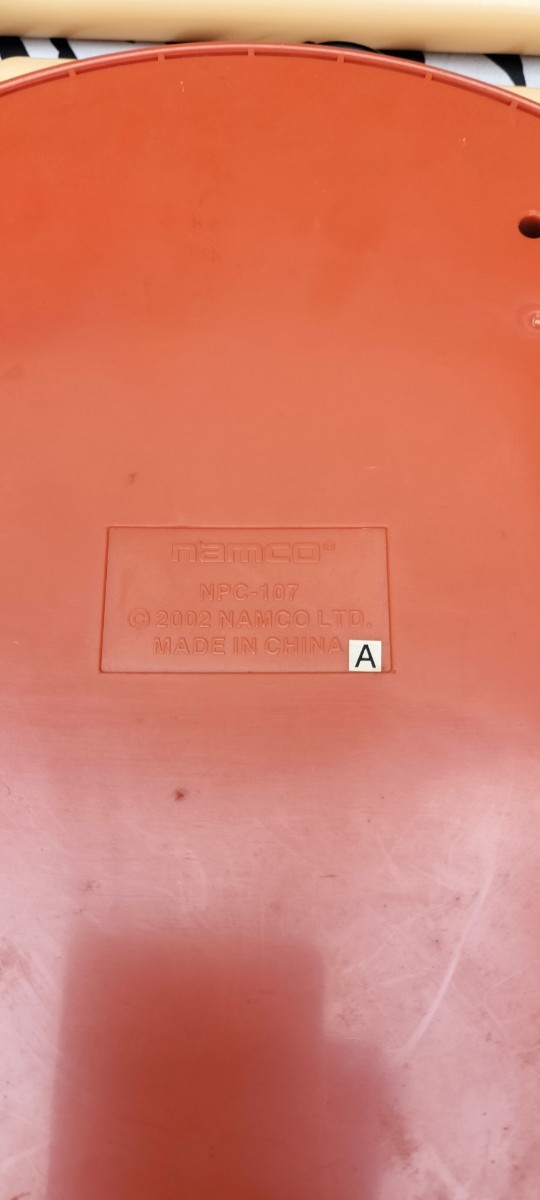 namco
NPC-107
© 2002 NAMCO LTD.
MADE IN CHINA
A